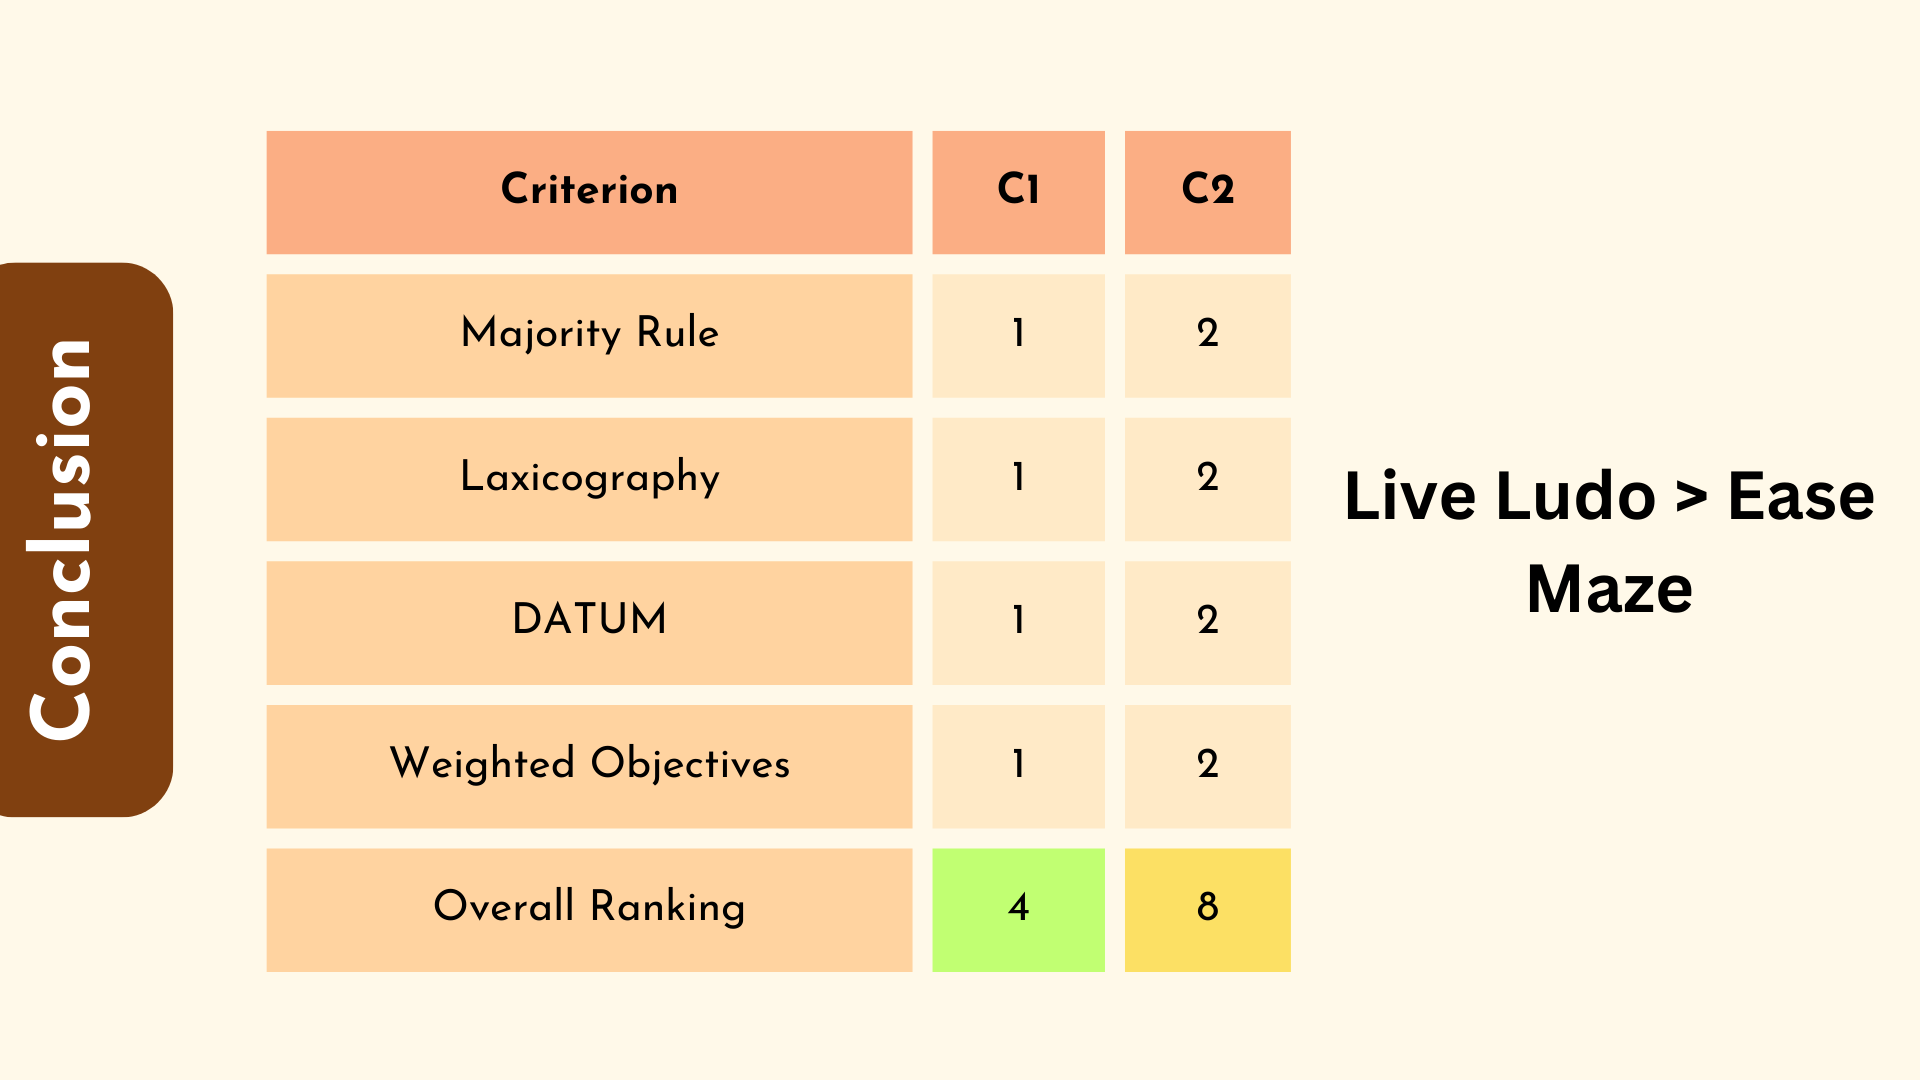 Conclusion
Criterion C1 C2
Majority Rule 1 2
Laxicography 1 2
DATUM 1 2
Weighted Objectives 1 2
Overall Ranking 4 8
Live Ludo > Ease
Maze